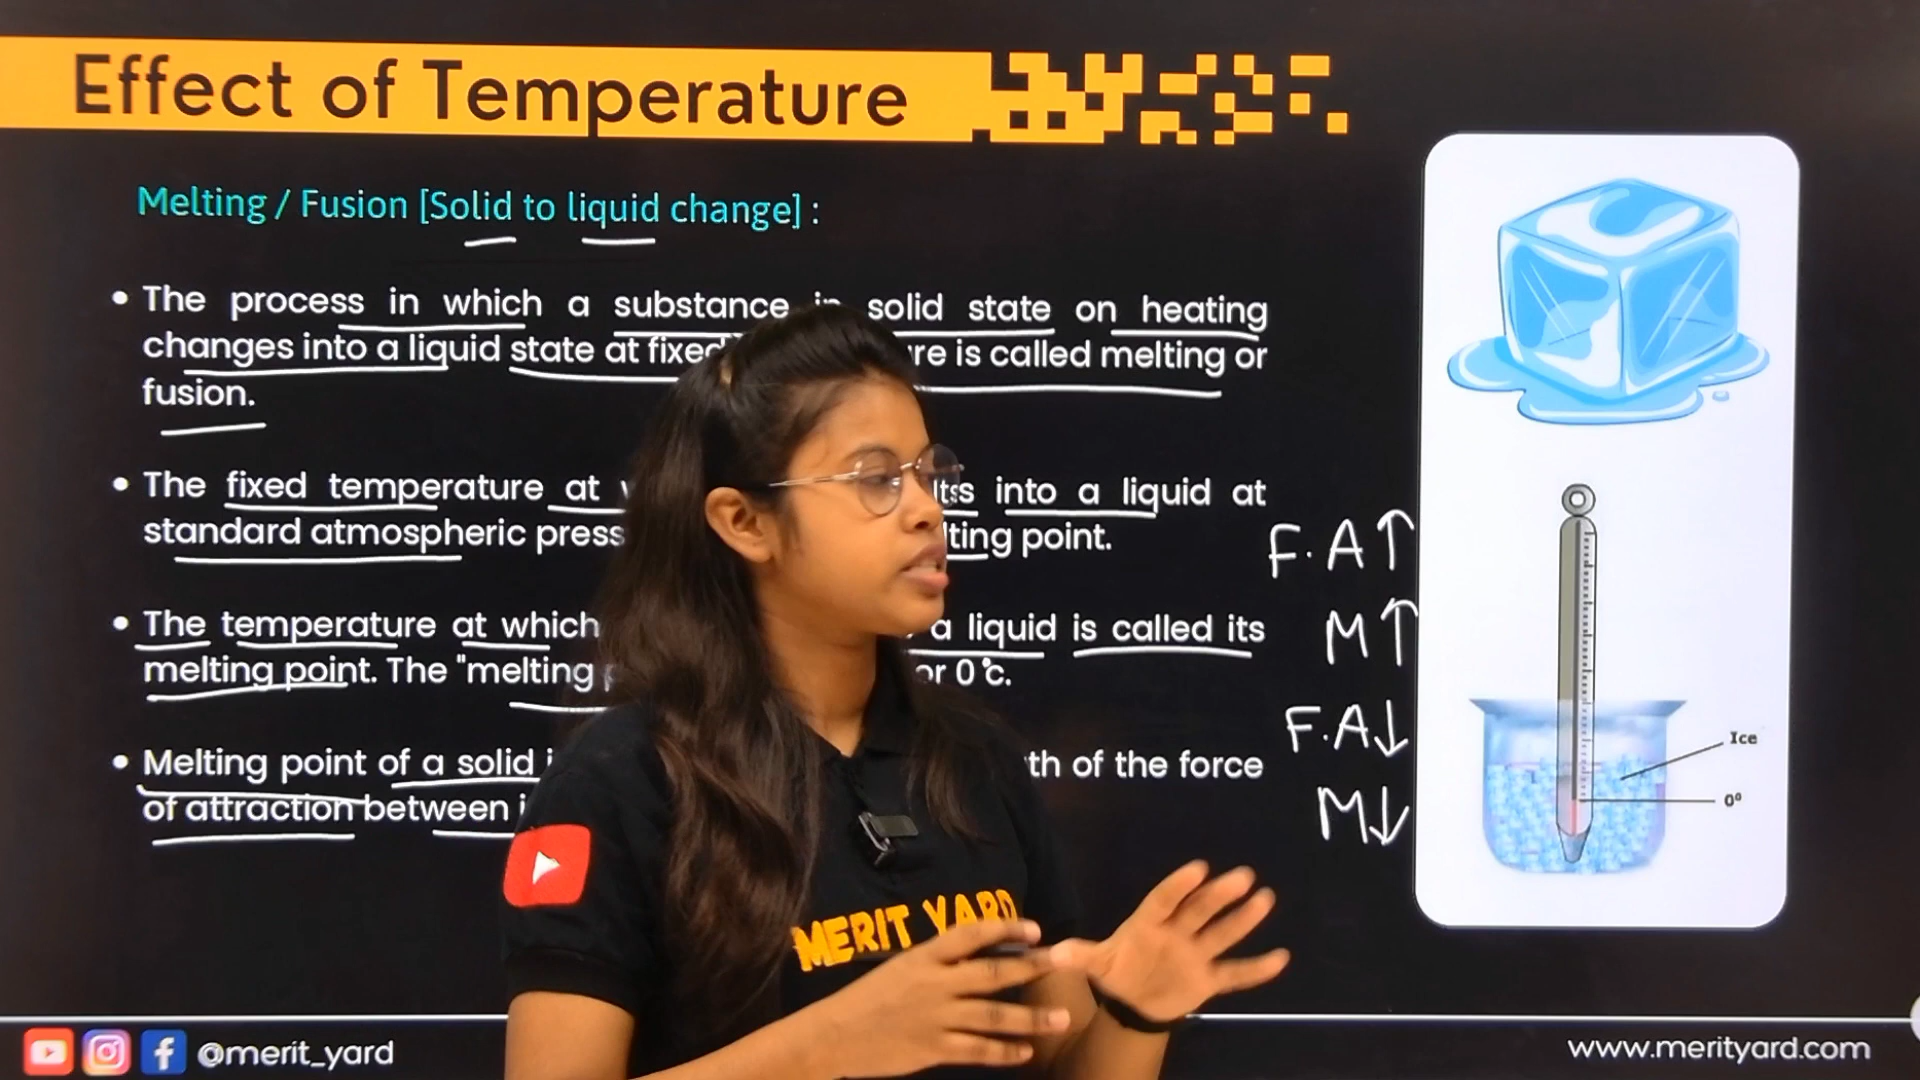 Effect of Temperature
Melting / Fusion [Solid to liquid change] :
• The process in which a substance in solid state on heating
changes into a liquid state at fixed re is called melting or
fusion.
• The fixed temperature at into a liquid at
standard atmospheric press ting point.
• The temperature at which a liquid is called its
melting point. The "melting or 0°c.
• Melting point of a solid th of the force
of attraction between
F.A↑
M↑
F.A↓
M↓
Ice
0°
MERIT YARD
@merit_yard
www.merityard.com